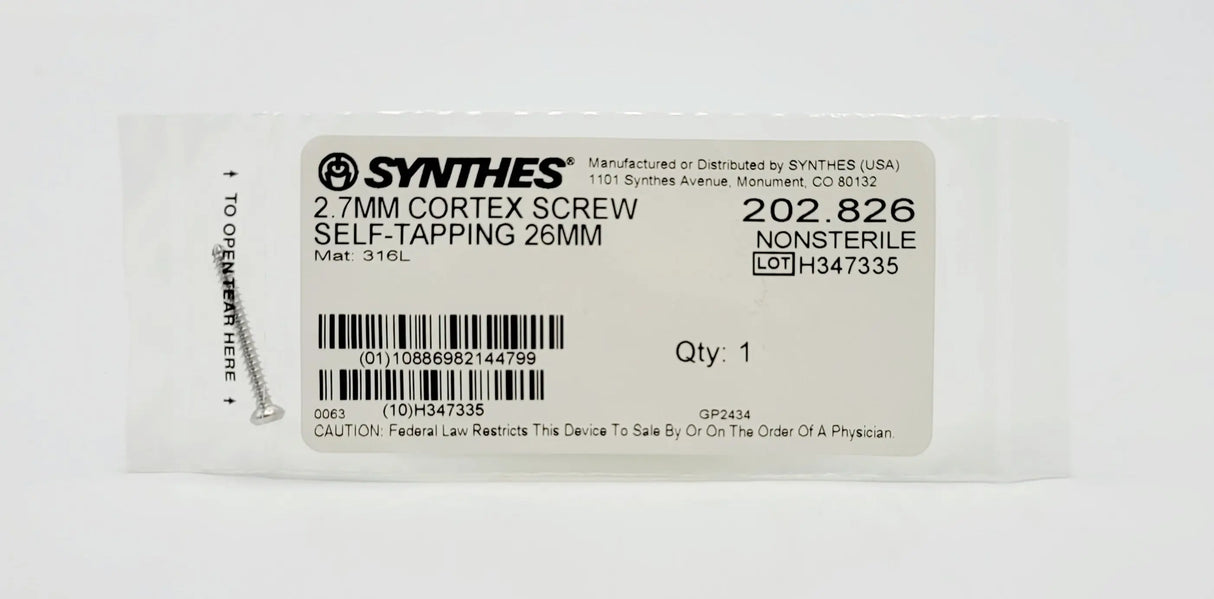 ↑ TO OPEN TEAR HERE ↑
SYNTHES®
Manufactured or Distributed by SYNTHES (USA)
1101 Synthes Avenue, Monument, CO 80132
2.7MM CORTEX SCREW
SELF-TAPPING 26MM
Mat: 316L
202.826
NONSTERILE
LOT H347335
(01)10886982144799
Qty: 1
(10)H347335
0063
GP2434
CAUTION: Federal Law Restricts This Device To Sale By Or On The Order Of A Physician.